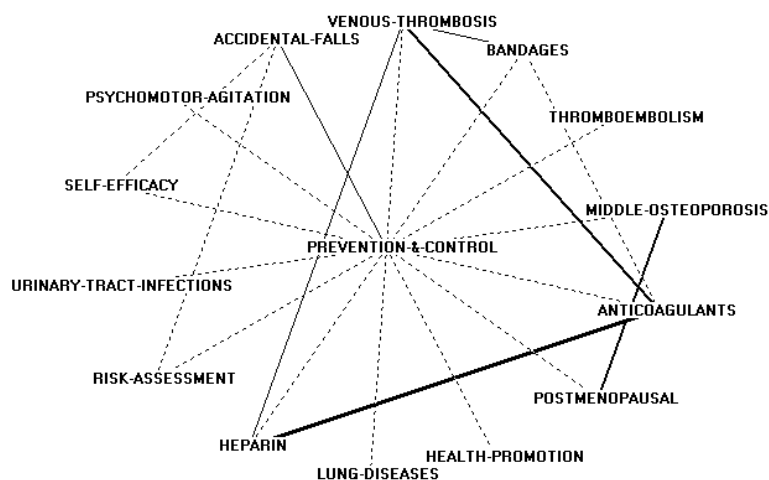 VENOUS-THROMBOSIS
ACCIDENTAL-FALLS
BANDAGES
PSYCHOMOTOR-AGITATION
THROMBOEMBOLISM
SELF-EFFICACY
MIDDLE-OSTEOPOROSIS
PREVENTION-&-CONTROL
URINARY-TRACT-INFECTIONS
ANTICOAGULANTS
RISK-ASSESSMENT
POSTMENOPAUSAL
HEPARIN
HEALTH-PROMOTION
LUNG-DISEASES